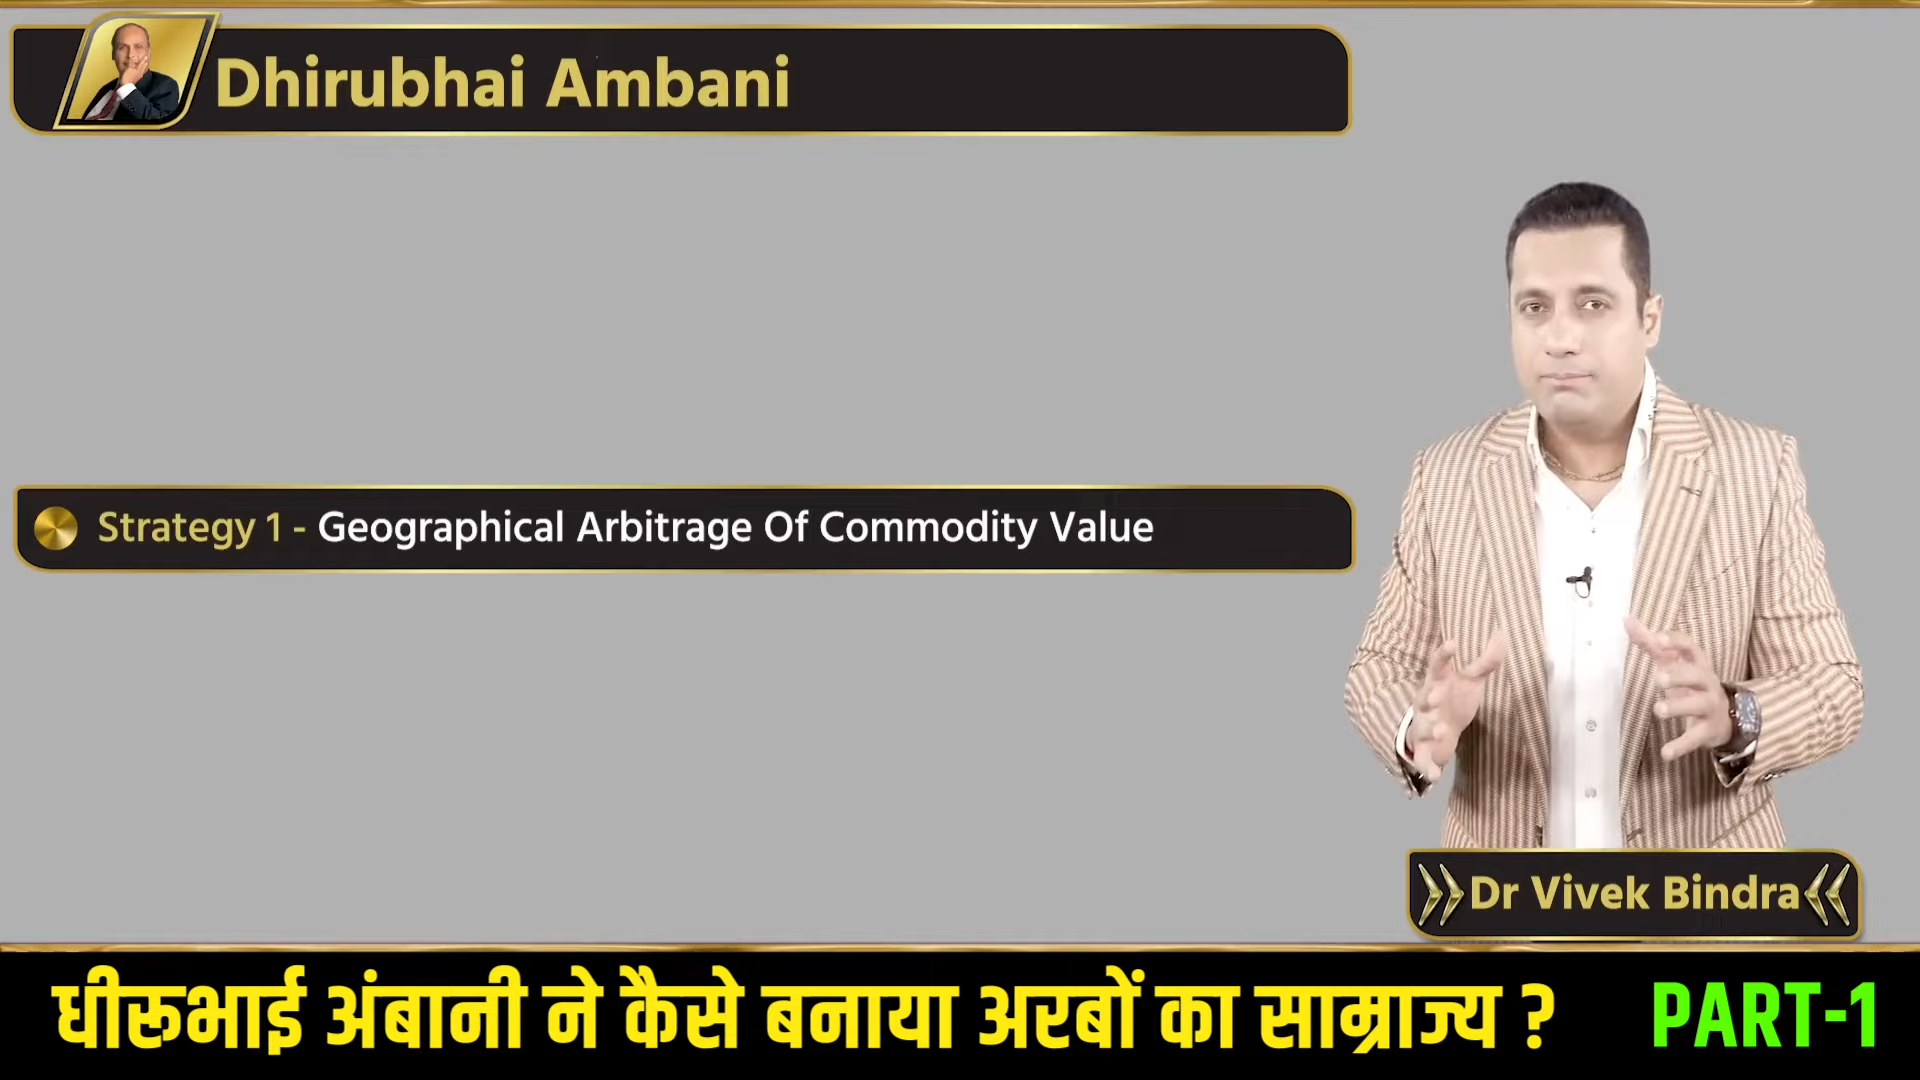 Dhirubhai Ambani
Strategy 1 - Geographical Arbitrage Of Commodity Value
Dr Vivek Bindra
धीरूभाई अंबानी ने कैसे बनाया अरबों का साम्राज्य ? PART-1